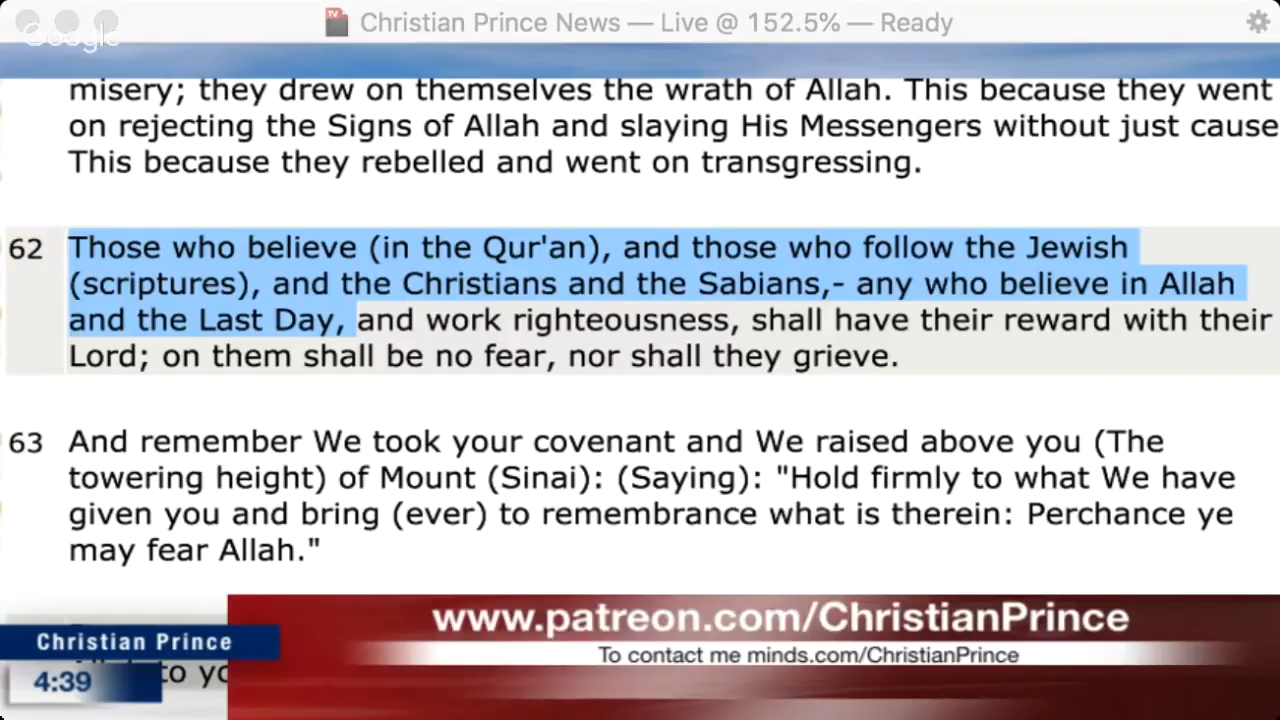 Christian Prince News — Live @ 152.5% — Ready
Google
misery; they drew on themselves the wrath of Allah. This because they went
on rejecting the Signs of Allah and slaying His Messengers without just cause
This because they rebelled and went on transgressing.
62 Those who believe (in the Qur'an), and those who follow the Jewish
(scriptures), and the Christians and the Sabians,- any who believe in Allah
and the Last Day, and work righteousness, shall have their reward with their
Lord; on them shall be no fear, nor shall they grieve.
63 And remember We took your covenant and We raised above you (The
towering height) of Mount (Sinai): (Saying): "Hold firmly to what We have
given you and bring (ever) to remembrance what is therein: Perchance ye
may fear Allah."
www.patreon.com/ChristianPrince
Christian Prince
To contact me minds.com/ChristianPrince
4:39
to